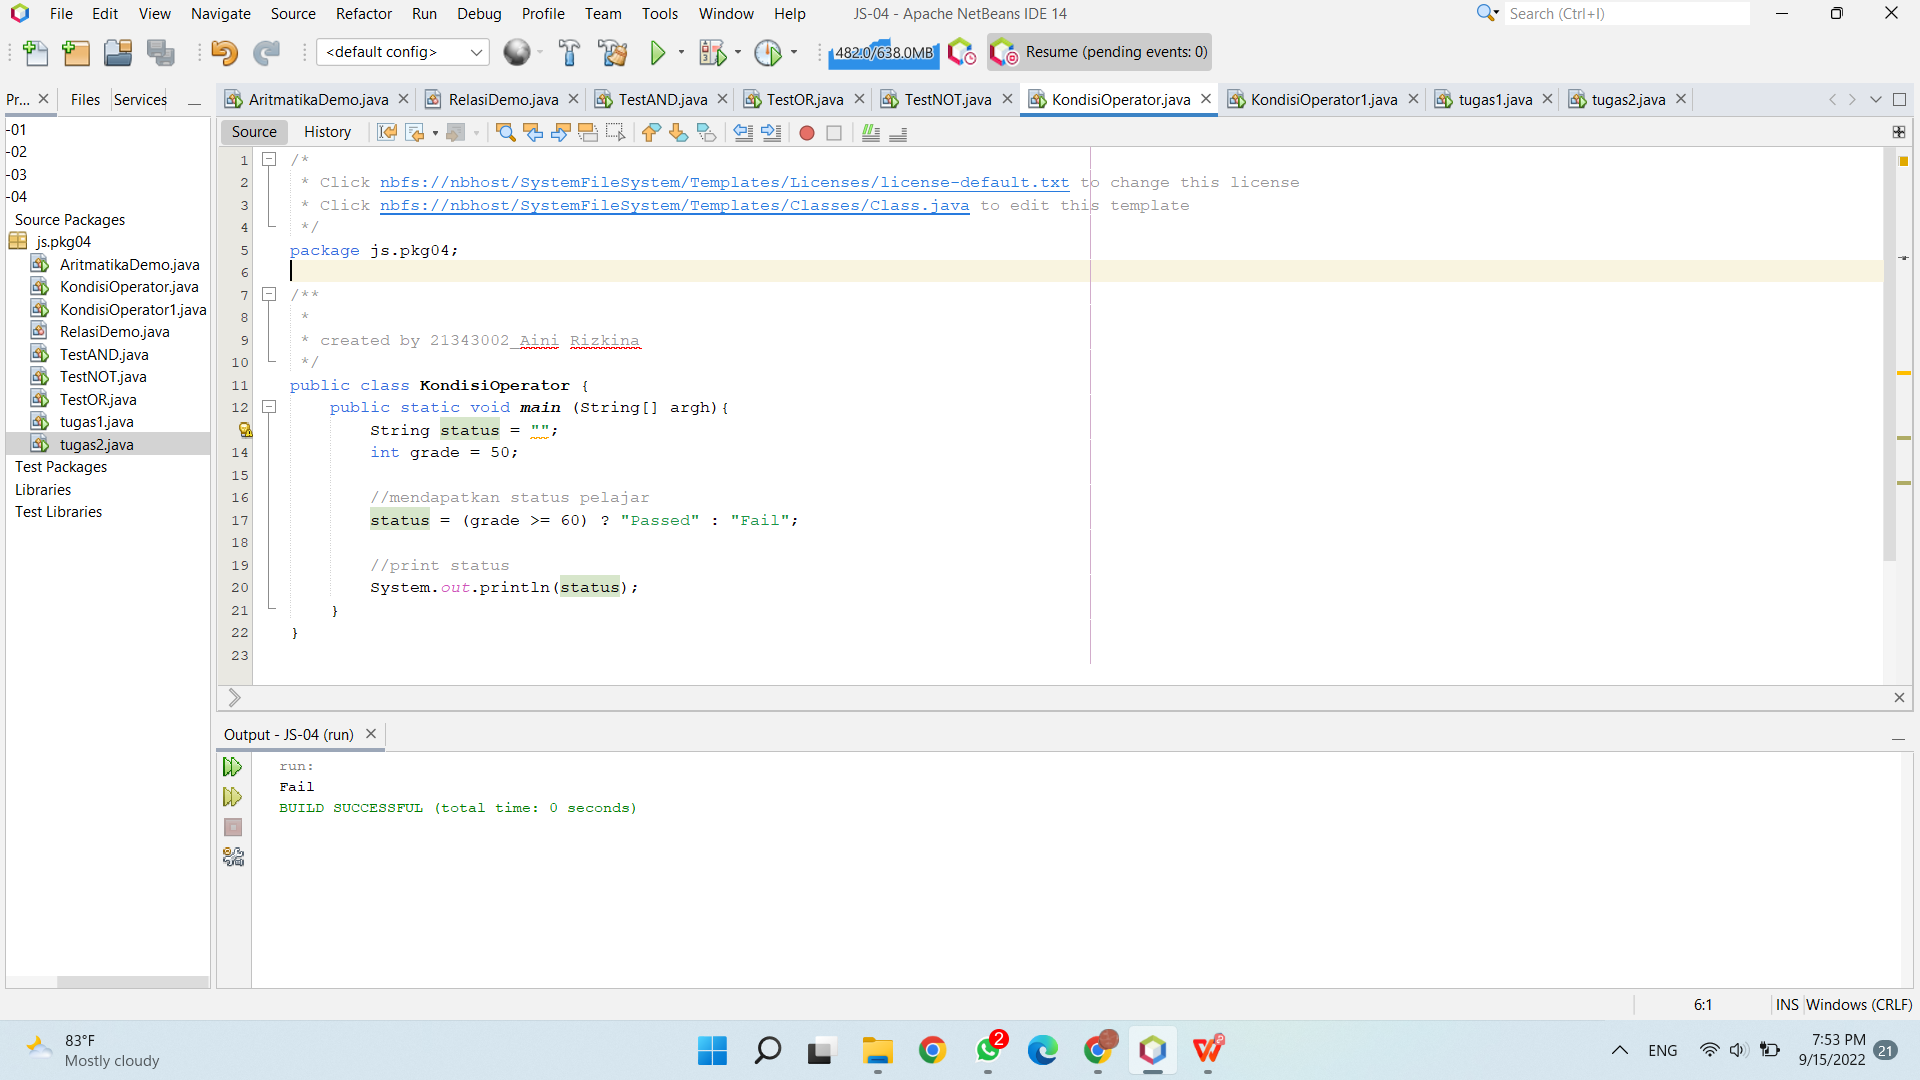 File Edit View Navigate Source Refactor Run Debug Profile Team Tools Window Help JS-04 - Apache NetBeans IDE 14 Search (Ctrl+I)
<default config> 482.0/638.0MB Resume (pending events: 0)
Pr... Files Services AritmatikaDemo.java RelasiDemo.java TestAND.java TestOR.java TestNOT.java KondisiOperator.java KondisiOperator1.java tugas1.java tugas2.java
-01
-02
-03
-04
Source Packages
js.pkg04
AritmatikaDemo.java
KondisiOperator.java
KondisiOperator1.java
RelasiDemo.java
TestAND.java
TestNOT.java
TestOR.java
tugas1.java
tugas2.java
Test Packages
Libraries
Test Libraries
Source History
1 /*
2 * Click nbfs://nbhost/SystemFileSystem/Templates/Licenses/license-default.txt to change this license
3 * Click nbfs://nbhost/SystemFileSystem/Templates/Classes/Class.java to edit this template
4 */
5 package js.pkg04;
6
7 /**
8 *
9 * created by 21343002_Aini Rizkina
10 */
11 public class KondisiOperator {
12 public static void main (String[] argh){
String status = "";
14 int grade = 50;
15
16 //mendapatkan status pelajar
17 status = (grade >= 60) ? "Passed" : "Fail";
18
19 //print status
20 System.out.println(status);
21 }
22 }
23
Output - JS-04 (run)
run:
Fail
BUILD SUCCESSFUL (total time: 0 seconds)
6:1 INS Windows (CRLF)
83°F
Mostly cloudy
2
ENG
7:53 PM
9/15/2022
21